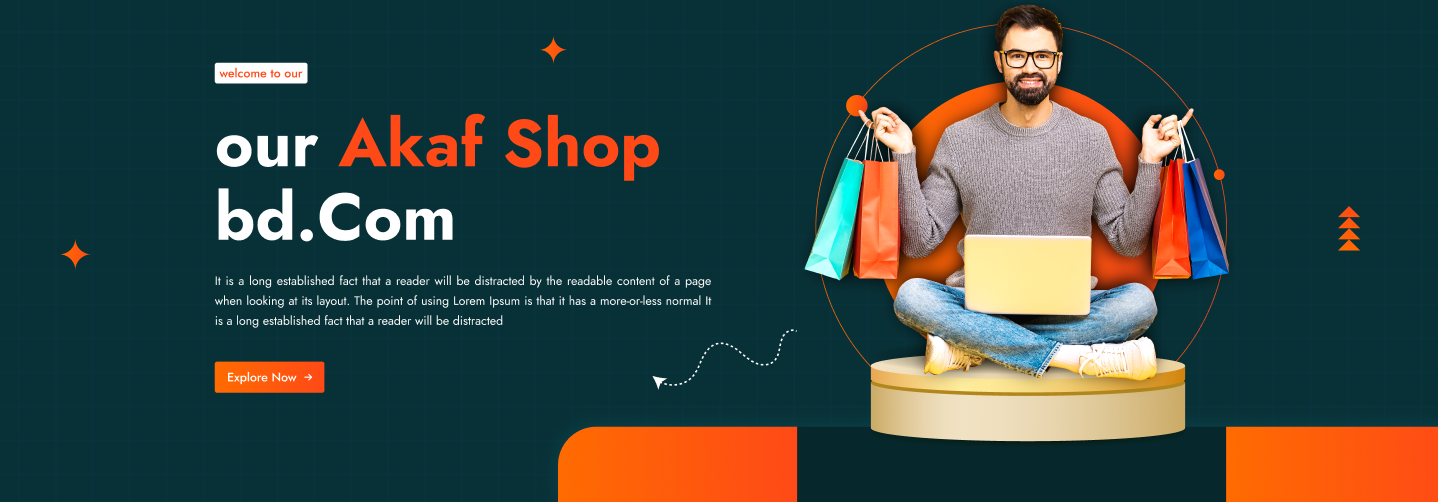 welcome to our
our Akaf Shop
bd.Com
It is a long established fact that a reader will be distracted by the readable content of a page
when looking at its layout. The point of using Lorem Ipsum is that it has a more-or-less normal It
is a long established fact that a reader will be distracted
Explore Now →